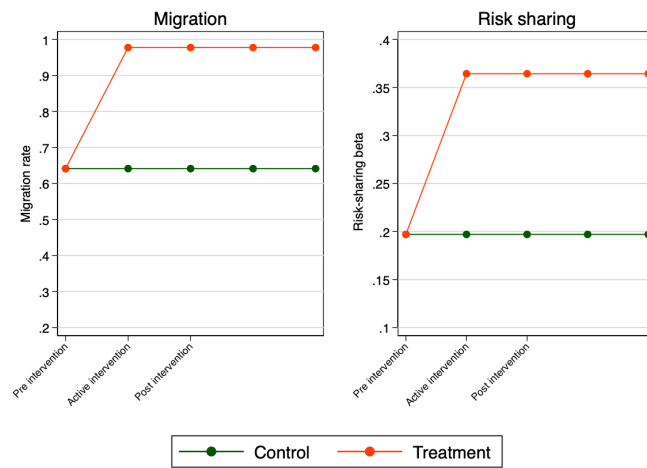 Migration
Migration rate
1
.9
.8
.7
.6
.5
.4
.3
.2
Pre intervention
Active intervention
Post intervention
Risk sharing
Risk-sharing beta
.4
.35
.3
.25
.2
.15
.1
Pre intervention
Active intervention
Post intervention
Control
Treatment